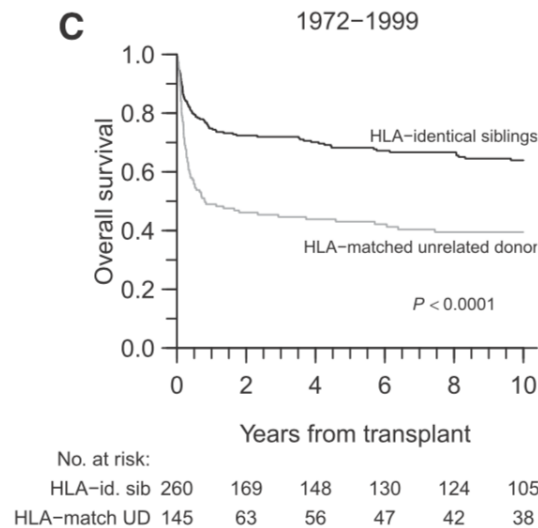 C
1972−1999
1.0
0.8
0.6
0.4
0.2
0.0
Overall survival
HLA−identical siblings
HLA−matched unrelated donor
P < 0.0001
0 2 4 6 8 10
Years from transplant
No. at risk:
HLA−id. sib 260 169 148 130 124 105
HLA−match UD 145 63 56 47 42 38